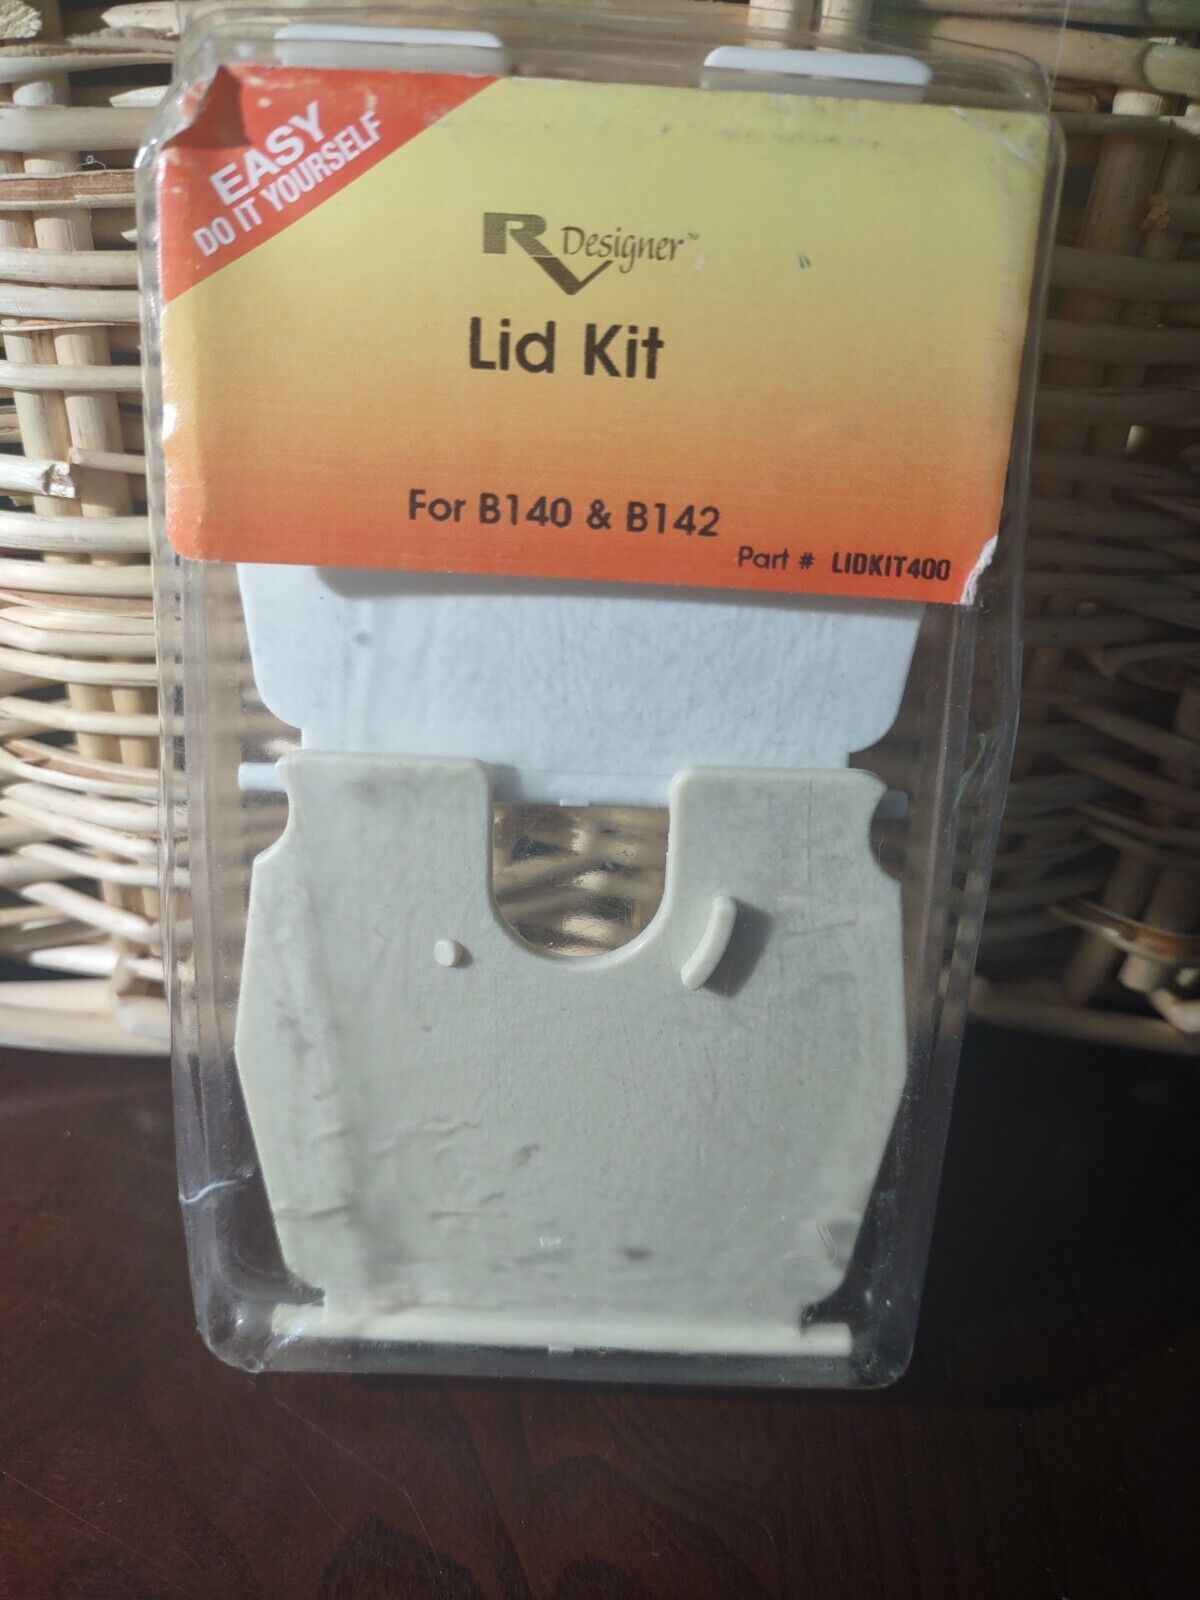 EASY
DO IT YOURSELF
RV Designer™
Lid Kit
For B140 & B142
Part # LIDKIT400